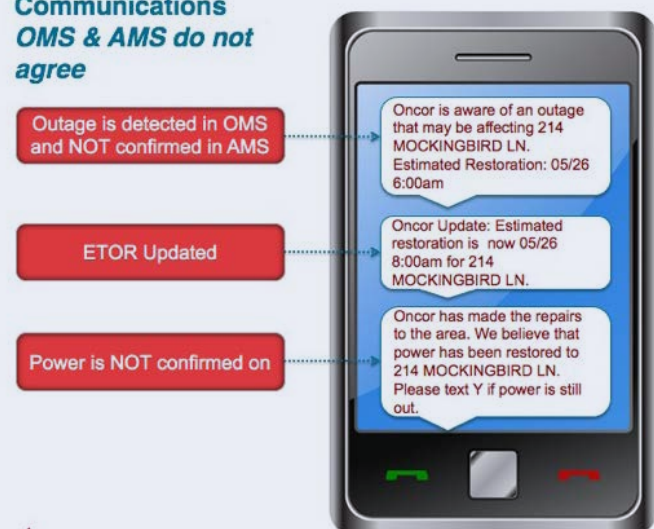 Communications
OMS & AMS do not
agree
Outage is detected in OMS
and NOT confirmed in AMS
Oncor is aware of an outage
that may be affecting 214
MOCKINGBIRD LN.
Estimated Restoration: 05/26
6:00am
ETOR Updated
Oncor Update: Estimated
restoration is now 05/26
8:00am for 214
MOCKINGBIRD LN.
Power is NOT confirmed on
Oncor has made the repairs
to the area. We believe that
power has been restored to
214 MOCKINGBIRD LN.
Please text Y if power is still
out.